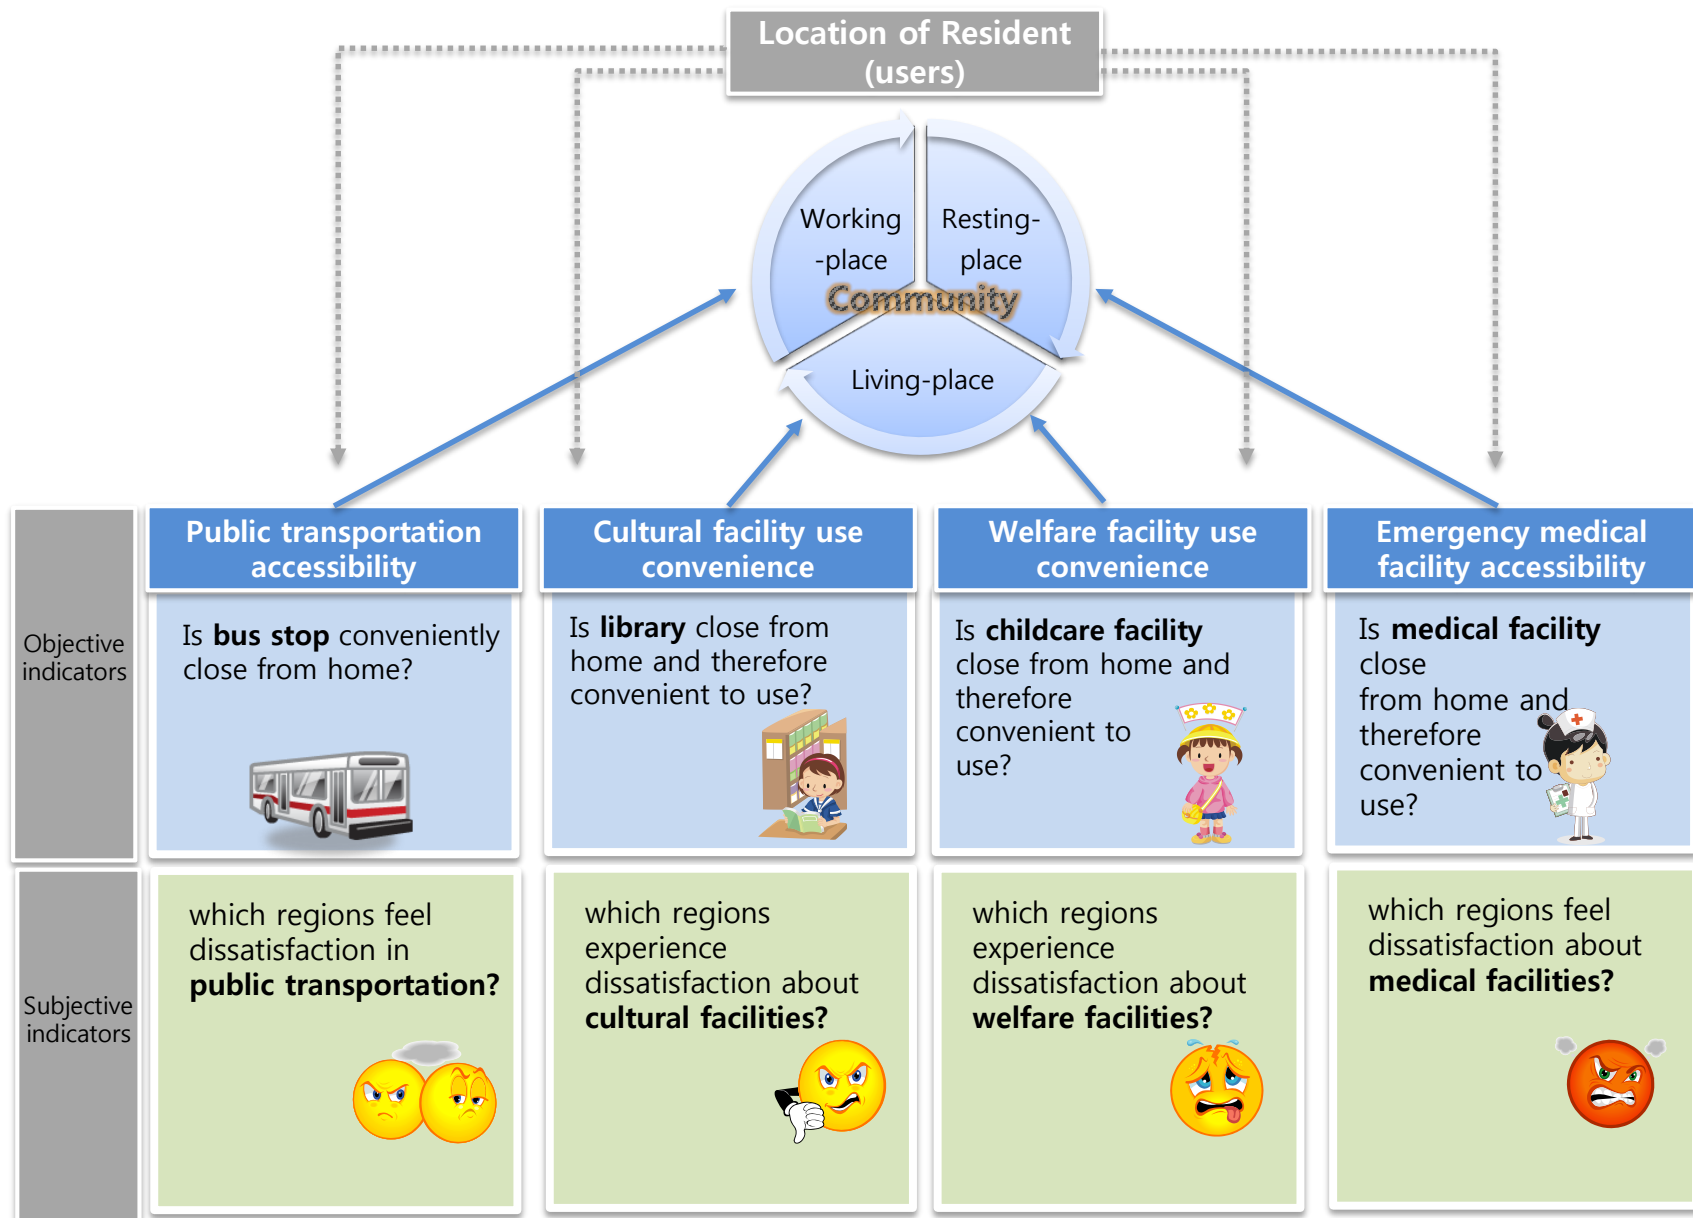 Location of Resident
(users)
Working
-place
Resting-
place
Community
Living-place
Public transportation
accessibility
Cultural facility use
convenience
Welfare facility use
convenience
Emergency medical
facility accessibility
Objective
indicators
Is bus stop conveniently
close from home?
Is library close from
home and therefore
convenient to use?
Is childcare facility
close from home and
therefore
convenient to
use?
Is medical facility
close
from home and
therefore
convenient to
use?
Subjective
indicators
which regions feel
dissatisfaction in
public transportation?
which regions
experience
dissatisfaction about
cultural facilities?
which regions
experience
dissatisfaction about
welfare facilities?
which regions feel
dissatisfaction about
medical facilities?